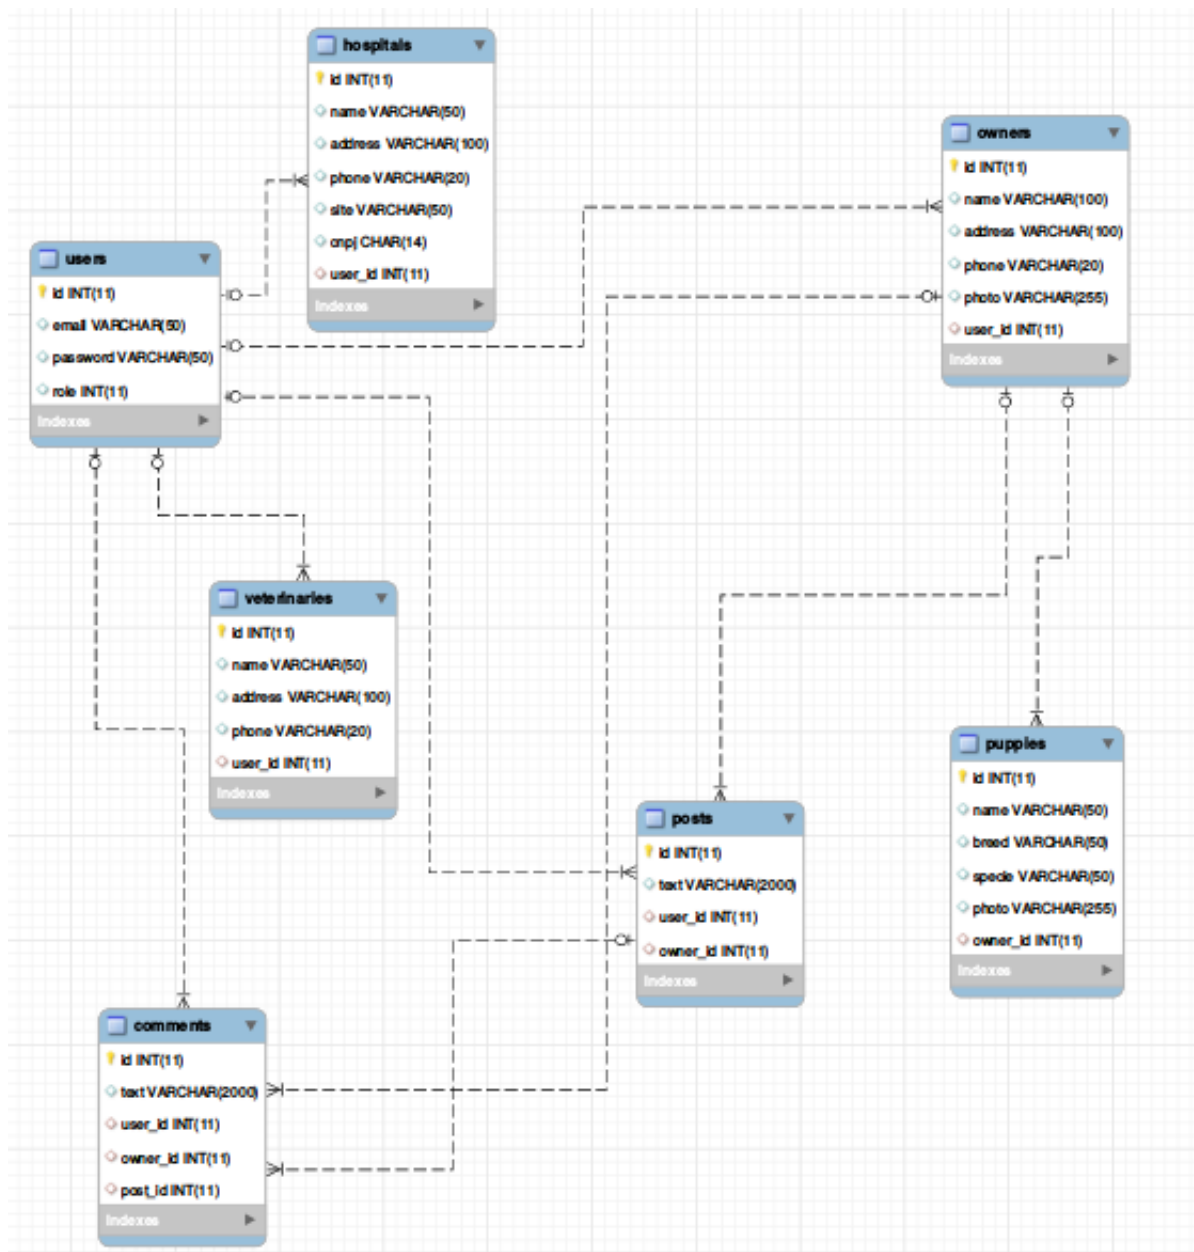 hospitals
id INT(11)
name VARCHAR(50)
address VARCHAR(100)
phone VARCHAR(20)
site VARCHAR(50)
cnpj CHAR(14)
user_id INT(11)
Indexes
owners
id INT(11)
name VARCHAR(100)
address VARCHAR(100)
phone VARCHAR(20)
photo VARCHAR(255)
user_id INT(11)
Indexes
users
id INT(11)
email VARCHAR(50)
password VARCHAR(50)
role INT(11)
Indexes
veterinaries
id INT(11)
name VARCHAR(50)
address VARCHAR(100)
phone VARCHAR(20)
user_id INT(11)
Indexes
posts
id INT(11)
text VARCHAR(2000)
user_id INT(11)
owner_id INT(11)
Indexes
puppies
id INT(11)
name VARCHAR(50)
breed VARCHAR(50)
specie VARCHAR(50)
photo VARCHAR(255)
owner_id INT(11)
Indexes
comments
id INT(11)
text VARCHAR(2000)
user_id INT(11)
owner_id INT(11)
post_id INT(11)
Indexes